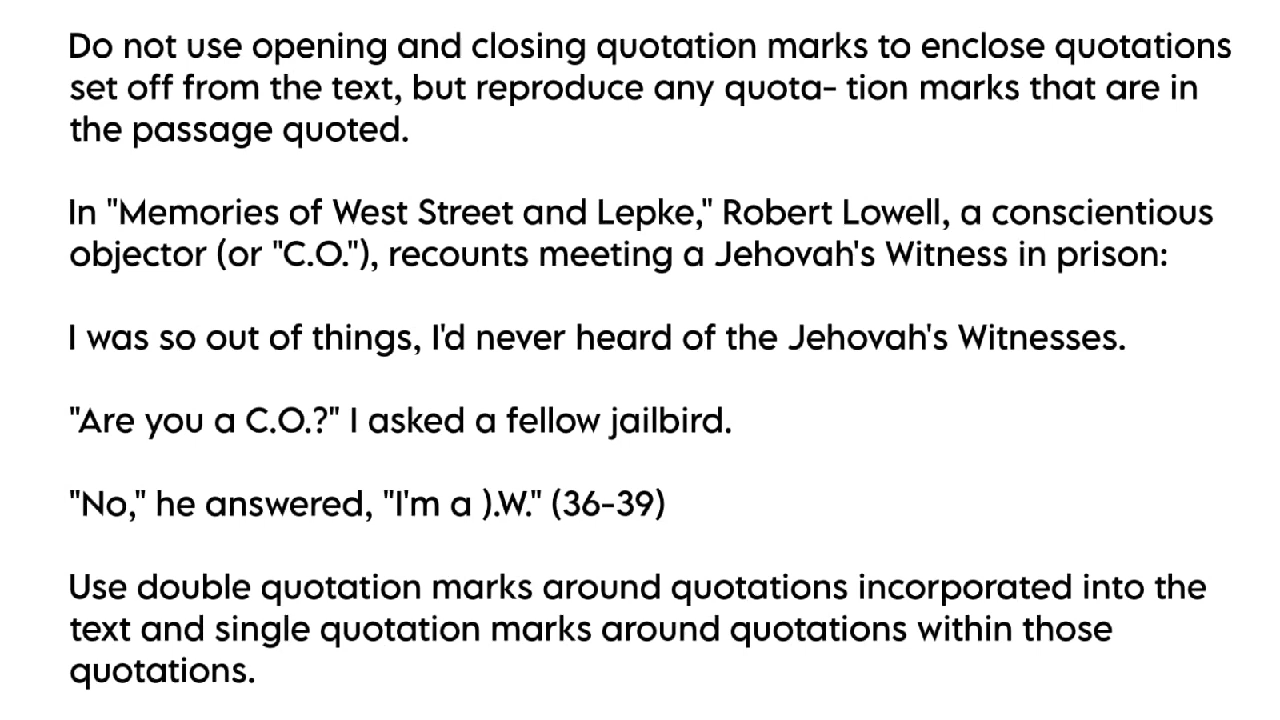 Do not use opening and closing quotation marks to enclose quotations
set off from the text, but reproduce any quota- tion marks that are in
the passage quoted.
In "Memories of West Street and Lepke," Robert Lowell, a conscientious
objector (or "C.O."), recounts meeting a Jehovah's Witness in prison:
I was so out of things, I'd never heard of the Jehovah's Witnesses.
"Are you a C.O.?" I asked a fellow jailbird.
"No," he answered, "I'm a ).W." (36-39)
Use double quotation marks around quotations incorporated into the
text and single quotation marks around quotations within those
quotations.